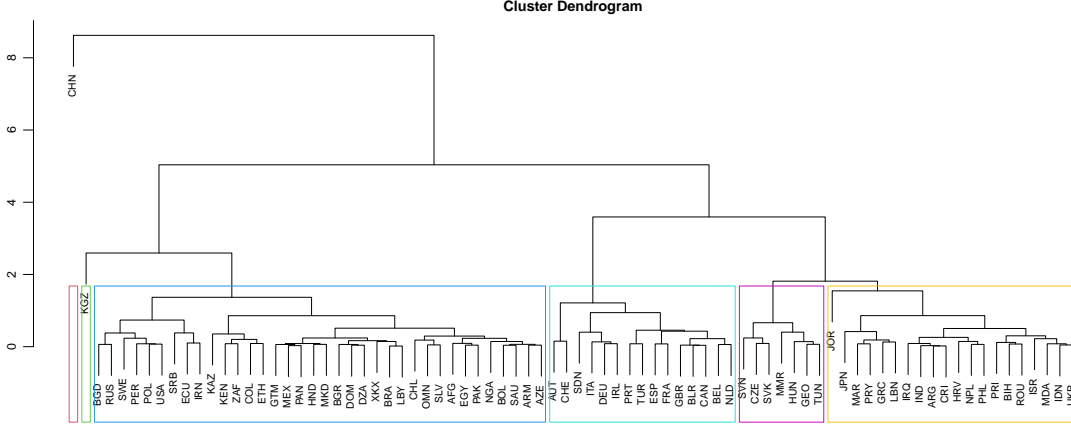 Cluster Dendrogram
8
6
4
2
0
CHN
KGZ
BGD
RUS
SWE
PER
POL
USA
SRB
ECU
IRN
KAZ
KEN
ZAF
COL
ETH
GTM
MEX
PAN
HND
MKD
BGR
DOM
DZA
XKX
BRA
LBY
CHL
OMN
SLV
AFG
EGY
PAK
NGA
BOL
SAU
ARM
AZE
AUT
CHE
SDN
ITA
DEU
IRL
PRT
TUR
ESP
FRA
GBR
BLR
CAN
BEL
NLD
SVN
CZE
SVK
MMR
HUN
GEO
TUN
JOR
JPN
MAR
PRY
GRC
LBN
IRQ
IND
ARG
CRI
HRV
NPL
PHL
PRI
BIH
ROU
ISR
MDA
IDN
UKR